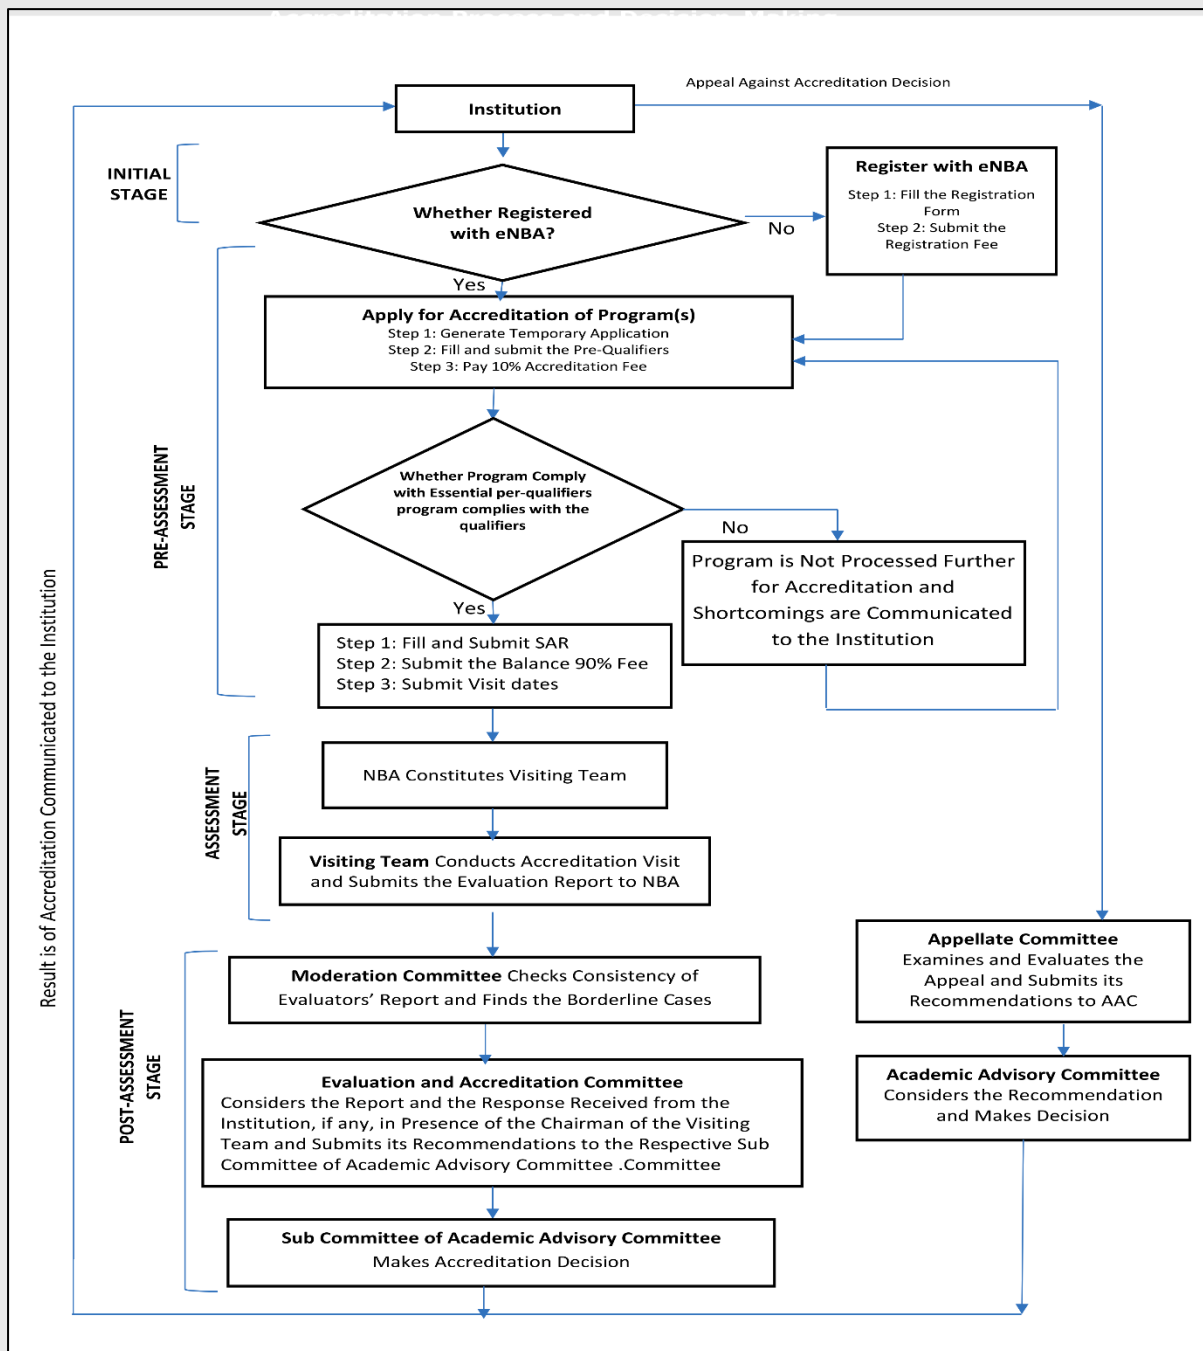 Accreditation Process and Decision-Making
Appeal Against Accreditation Decision
Institution
INITIAL
STAGE
Whether Registered
with eNBA?
No
Register with eNBA
Step 1: Fill the Registration
Form
Step 2: Submit the
Registration Fee
Yes
Apply for Accreditation of Program(s)
Step 1: Generate Temporary Application
Step 2: Fill and submit the Pre-Qualifiers
Step 3: Pay 10% Accreditation Fee
PRE-ASSESSMENT
STAGE
Whether Program Comply
with Essential per-qualifiers
program complies with the
qualifiers
No
Program is Not Processed Further
for Accreditation and
Shortcomings are Communicated
to the Institution
Yes
Step 1: Fill and Submit SAR
Step 2: Submit the Balance 90% Fee
Step 3: Submit Visit dates
ASSESSMENT
STAGE
NBA Constitutes Visiting Team
Visiting Team Conducts Accreditation Visit
and Submits the Evaluation Report to NBA
POST-ASSESSMENT
STAGE
Moderation Committee Checks Consistency of
Evaluators’ Report and Finds the Borderline Cases
Evaluation and Accreditation Committee
Considers the Report and the Response Received from the
Institution, if any, in Presence of the Chairman of the Visiting
Team and Submits its Recommendations to the Respective Sub
Committee of Academic Advisory Committee .Committee
Sub Committee of Academic Advisory Committee
Makes Accreditation Decision
Appellate Committee
Examines and Evaluates the
Appeal and Submits its
Recommendations to AAC
Academic Advisory Committee
Considers the Recommendation
and Makes Decision
Result is of Accreditation Communicated to the Institution